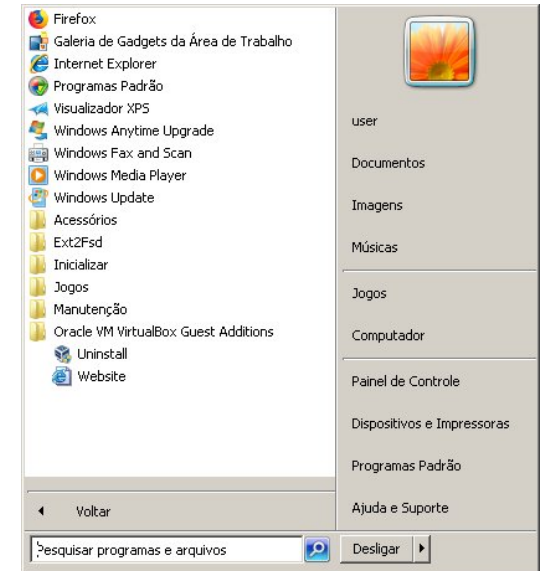 Firefox
Galeria de Gadgets da Área de Trabalho
Internet Explorer
Programas Padrão
Visualizador XPS
Windows Anytime Upgrade
Windows Fax and Scan
Windows Media Player
Windows Update
Acessórios
Ext2Fsd
Inicializar
Jogos
Manutenção
Oracle VM VirtualBox Guest Additions
Uninstall
Website
Voltar
Pesquisar programas e arquivos
user
Documentos
Imagens
Músicas
Jogos
Computador
Painel de Controle
Dispositivos e Impressoras
Programas Padrão
Ajuda e Suporte
Desligar